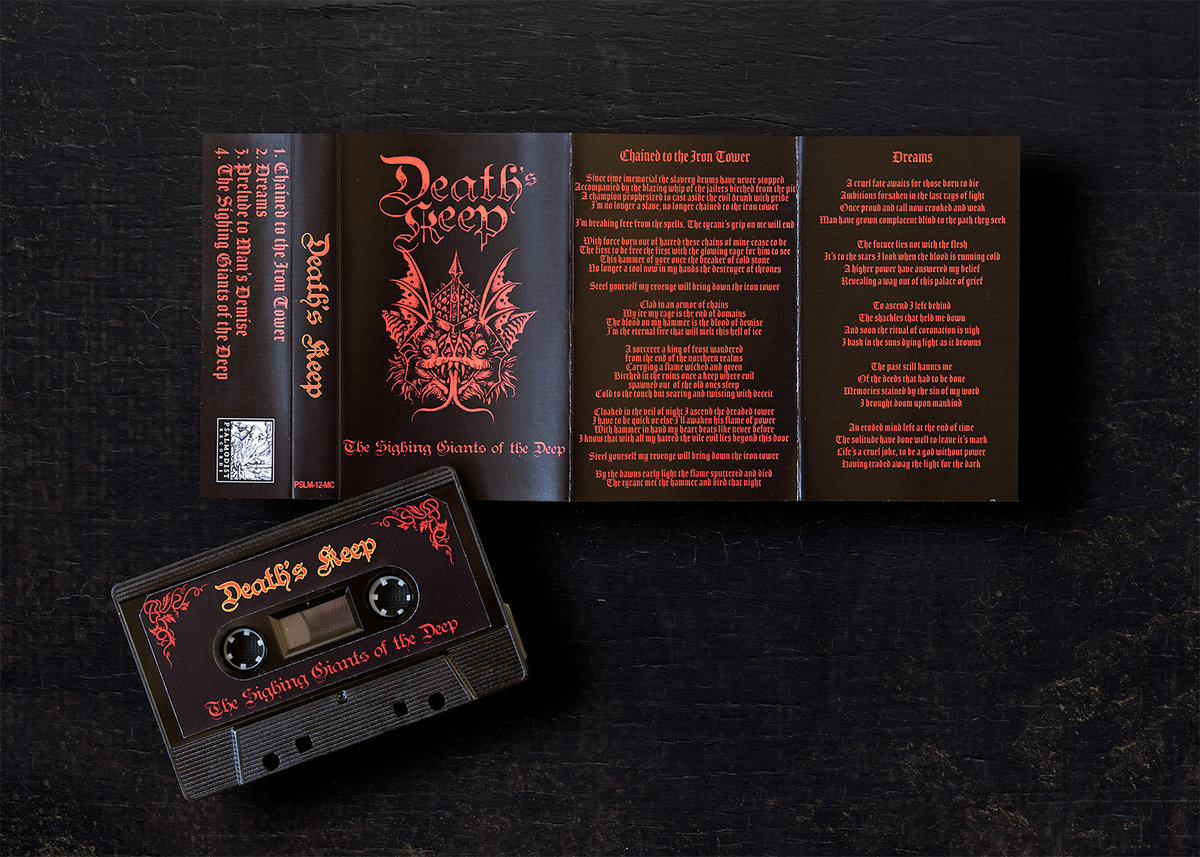 1. Chained to the Iron Tower
2. Dreams
3. Prelude to Man's Demise
4. The Sighing Giants of the Deep
PSALMODIST
RECORDS
Death's Keep
PSLM-12-MC
Death's
Keep
The Sighing Giants of the Deep
Chained to the Iron Tower
Since time imemorial the slavery drums have never stopped
Accompanied by the blazing whip of the jailers birthed from the pit
A champion prophesized to cast aside the evil drunk with pride
I'm no longer a slave, no longer chained to the iron tower
I'm breaking free from the spells. The tyrant's grip on me will end
With force born out of hatred these chains of mine cease to be
The first to be free the first with the glowing rage for him to see
This hammer of yore once the breaker of cold stone
No longer a tool now in my hands the destroyer of thrones
Steel yourself my revenge will bring down the iron tower
Clad in an armor of chains
My ire my rage is the end of domains
The blood on my hammer is the blood of demise
I'm the eternal fire that will melt this hell of ice
A sorcerer a king of frost wandered
from the end of the northern realms
Carrying a flame wicked and green
Birthed in the ruins once a keep where evil
spawned out of the old ones sleep
Cold to the touch but searing and twisting with deceit
Cloaked in the veil of night I ascend the dreaded tower
I have to be quick or else I'll awaken his flame of power
With hammer in hand my heart beats like never before
I know that with all my hatred the vile evil lies beyond this door
Steel yourself my revenge will bring down the iron tower
By the dawns early light the flame sputtered and died
The tyrant met the hammer and died that night
Dreams
A cruel fate awaits for those born to die
Ambitions forsaken in the last rays of light
Once proud and tall now crooked and weak
Man have grown complacent blind to the path they seek
The future lies not with the flesh
It's to the stars I look when the blood is running cold
A higher power have answered my belief
Revealing a way out of this palace of grief
To ascend I left behind
The shackles that held me down
And soon the ritual of coronation is nigh
I bask in the suns dying light as it drowns
The past still haunts me
Of the deeds that had to be done
Memories stained by the sin of my word
I brought doom upon mankind
An eroded mind left at the end of time
The solitude have done well to leave it's mark
Life's a cruel joke, to be a god without power
Having traded away the light for the dark
Death's Keep
The Sighing Giants of the Deep